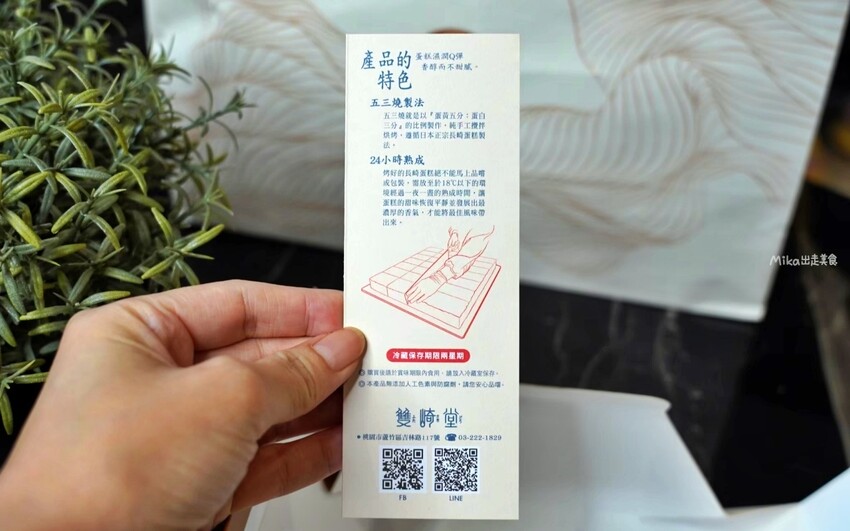 產品的
特色
蛋糕濕潤Q彈
香醇而不甜膩。
五三燒製法
五三燒就是以『蛋黃五分：蛋白
三分』的比例製作，純手工攪拌
烘烤，遵循日本正宗長崎蛋糕製
法。
24小時熟成
烤好的長崎蛋糕絕不能馬上品嚐
或包裝，需放至於18℃以下的環
境經過一夜一晝的熟成時間，讓
蛋糕的甜味恢復平靜並發展出最
濃厚的香氣，才能將最佳風味帶
出來。
冷藏保存期限兩星期
購買後請於賞味期限內食用，請放入冷藏室保存。
本產品無添加人工色素與防腐劑，請您安心品嚐。
雙崎堂
桃園市蘆竹區吉林路117號 ☎03-222-1829
FB LINE
Mika出走美食